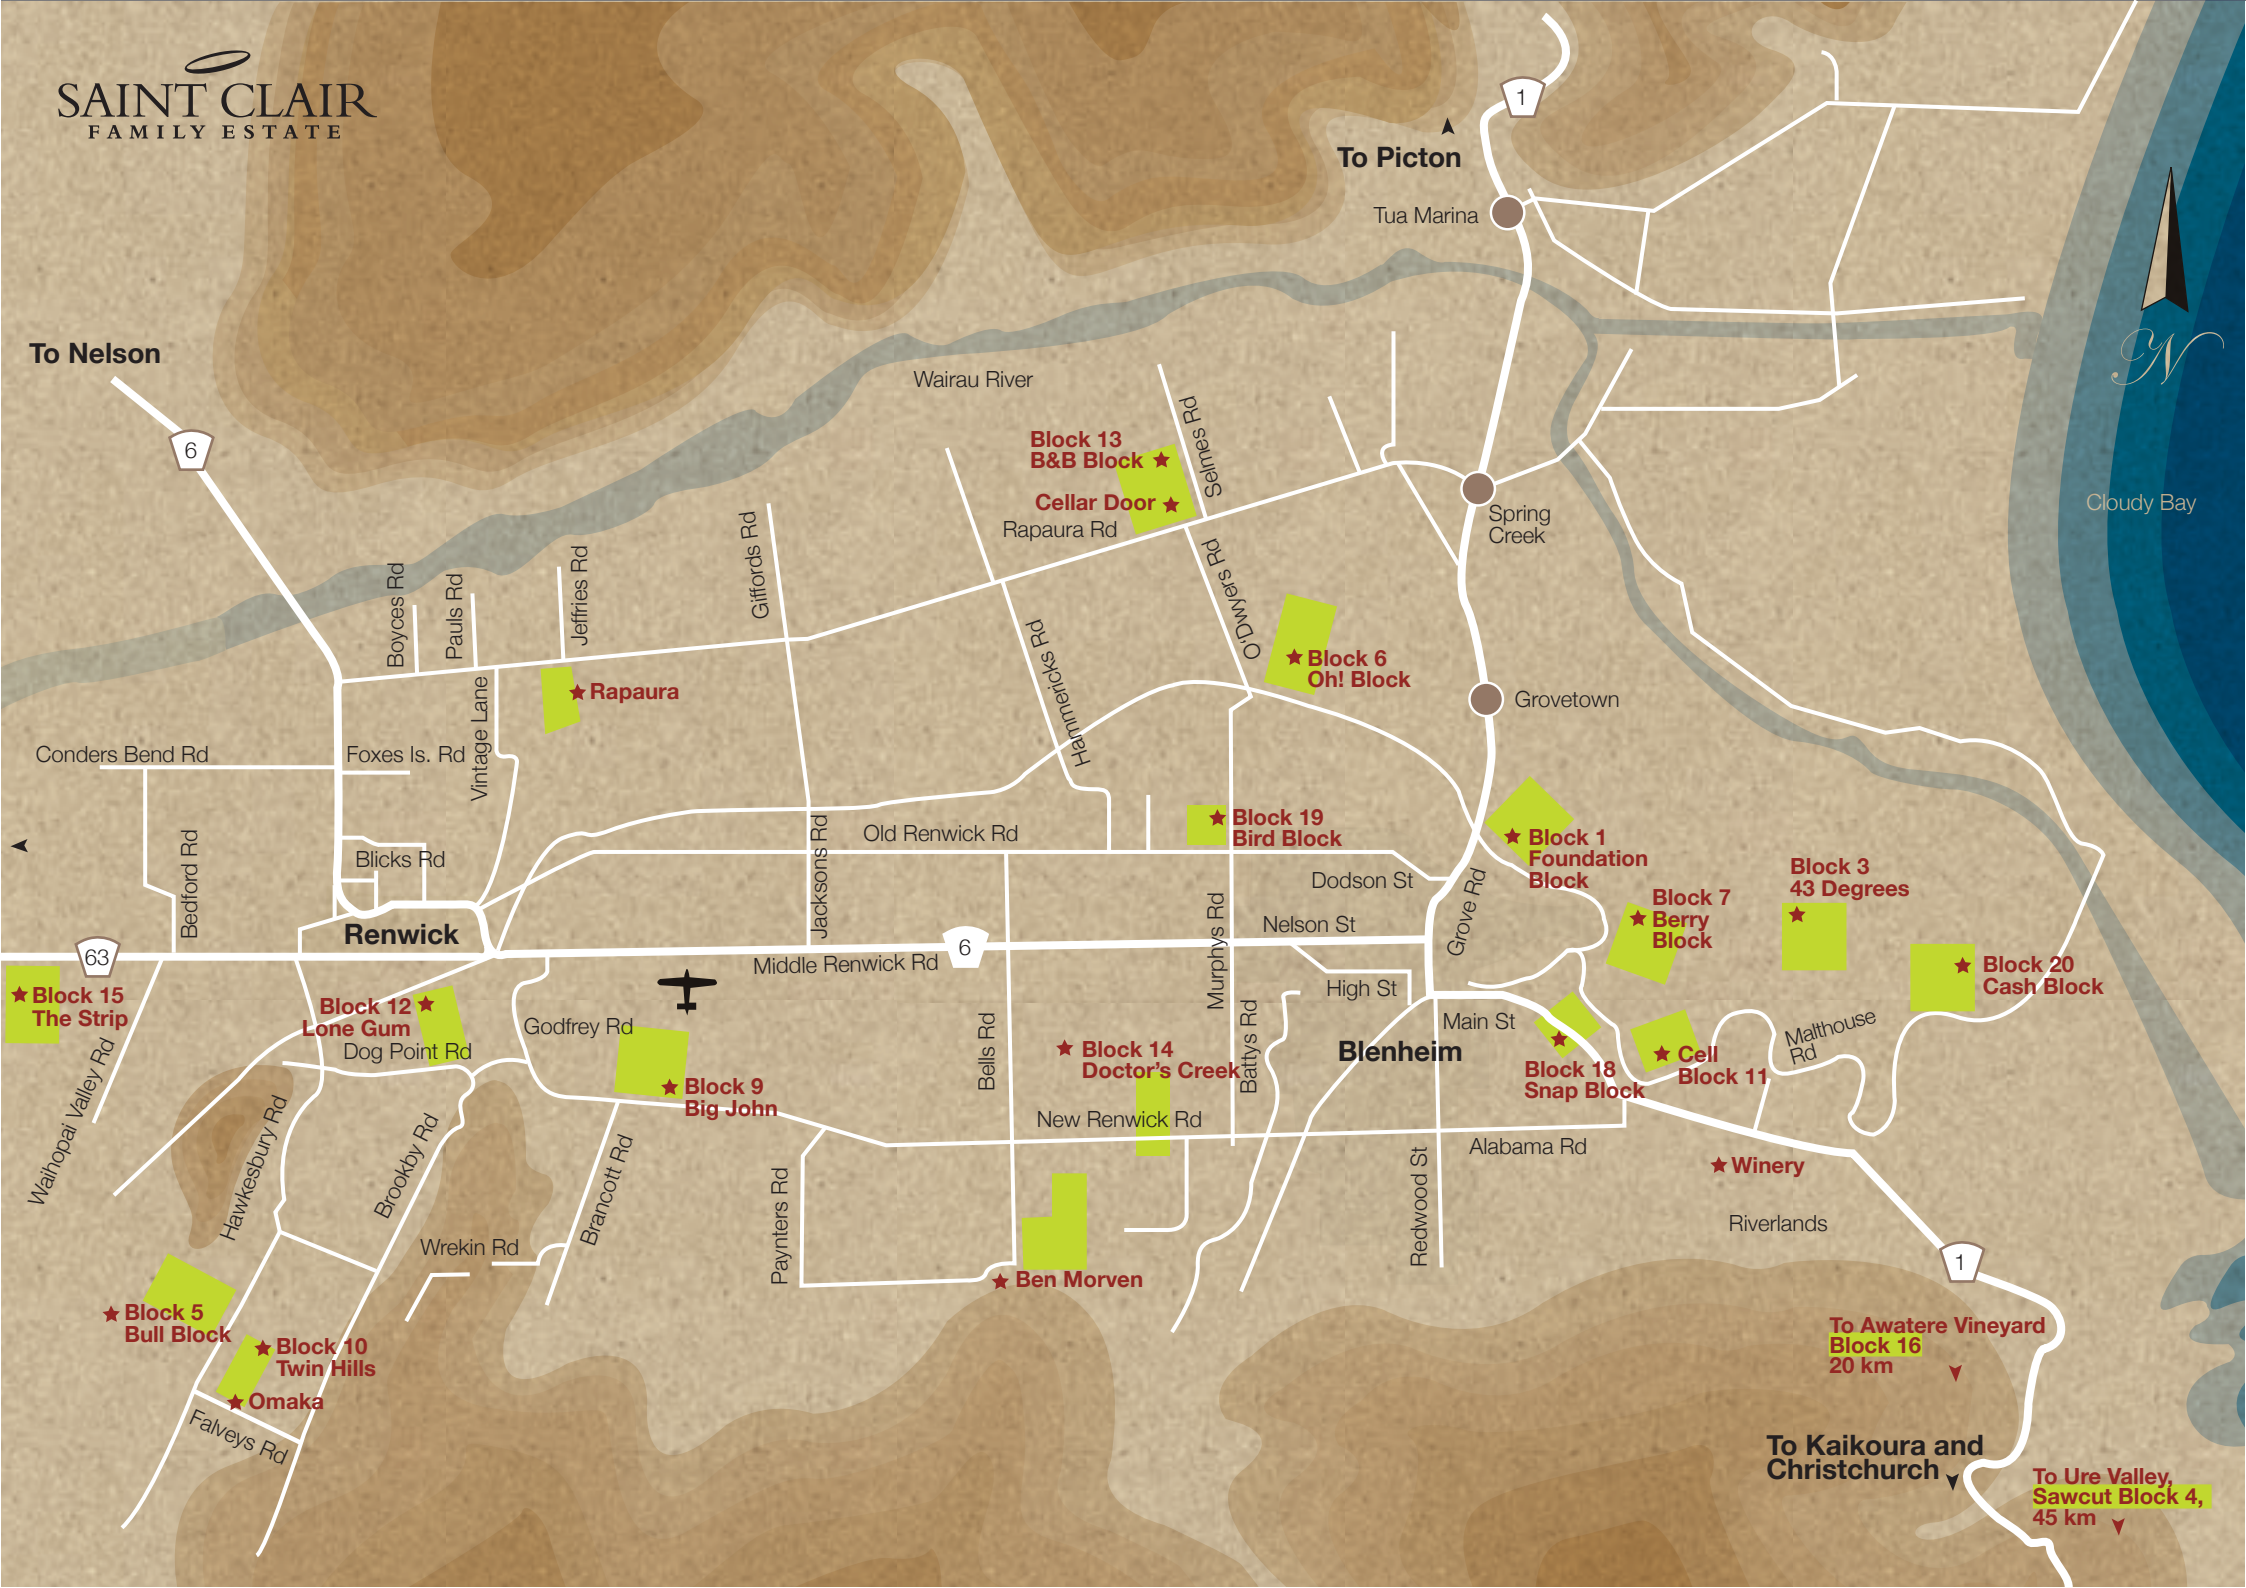 SAINT CLAIR
FAMILY ESTATE
1
To Picton
Tua Marina
To Nelson
6
Wairau River
N
Selmes Rd
Block 13
B&B Block
Cellar Door
Rapaura Rd
Spring
Creek
Cloudy Bay
Giffords Rd
Jeffries Rd
Boyces Rd
Pauls Rd
O'Dwyers Rd
Hammericks Rd
Block 6
Oh! Block
Rapaura
Vintage Lane
Grovetown
Conders Bend Rd
Foxes Is. Rd
Block 19
Bird Block
Old Renwick Rd
Jacksons Rd
Block 1
Foundation
Block
Bedford Rd
Blicks Rd
Dodson St
Grove Rd
Block 3
43 Degrees
Block 7
Berry
Block
Murphys Rd
Nelson St
Renwick
63
6
Middle Renwick Rd
Block 20
Cash Block
Block 15
The Strip
High St
Block 12
Lone Gum
Godfrey Rd
Dog Point Rd
Main St
Malthouse
Rd
Battys Rd
Bells Rd
Block 14
Doctor's Creek
Blenheim
Cell
Block 11
Block 18
Snap Block
Waihopai Valley Rd
Block 9
Big John
New Renwick Rd
Hawkesbury Rd
Brookby Rd
Brancott Rd
Paynters Rd
Redwood St
Alabama Rd
Winery
Riverlands
Wrekin Rd
Ben Morven
1
Block 5
Bull Block
Block 10
Twin Hills
Omaka
Falveys Rd
To Awatere Vineyard
Block 16
20 km
To Kaikoura and
Christchurch
To Ure Valley,
Sawcut Block 4,
45 km